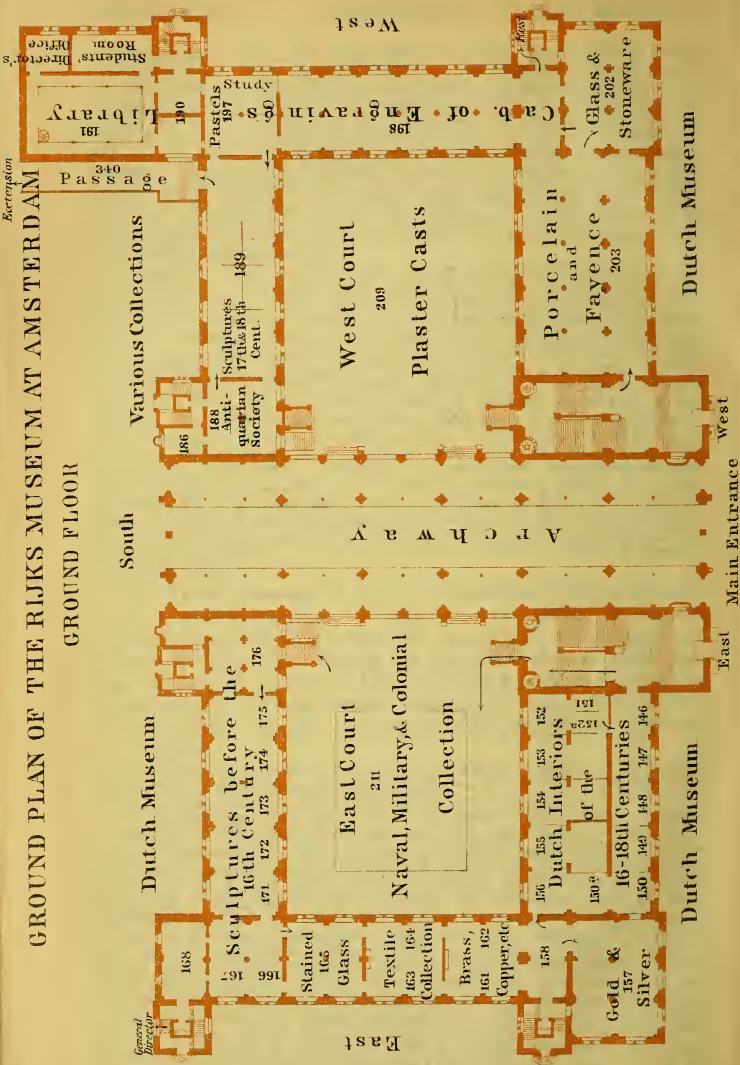 GROUND PLAN OF THE RIJKS MUSEUM AT AMSTERDAM
GROUND FLOOR
South
Dutch Museum
Various Collections
Extension
340
Passage
General
Director
168
167
166
Sculptures before the
16th Century
171
172
173
174
175
176
186
188
Anti-
quarian
Society
Sculptures
17th & 18th
Cent.
189
190
191
Library
Director's
Office
Students'
Room
Pastels
197
Study
Cab. of Engravings
198
West
Rest
Glass &
202
Stoneware
Porcelain
and
Fayence
203
Dutch Museum
West Court
209
Plaster Casts
Archway
East Court
211
Naval, Military, & Colonial
Collection
Stained
165
Glass
Textile
163 164
Collection
Brass,
161 162
Copper, etc
158
East
Gold &
157
Silver
156
155
154
153
152
Dutch Interiors
152a
151
150a
of the
16-18th Centuries
150
149
148
147
146
Dutch Museum
East
West
Main Entrance